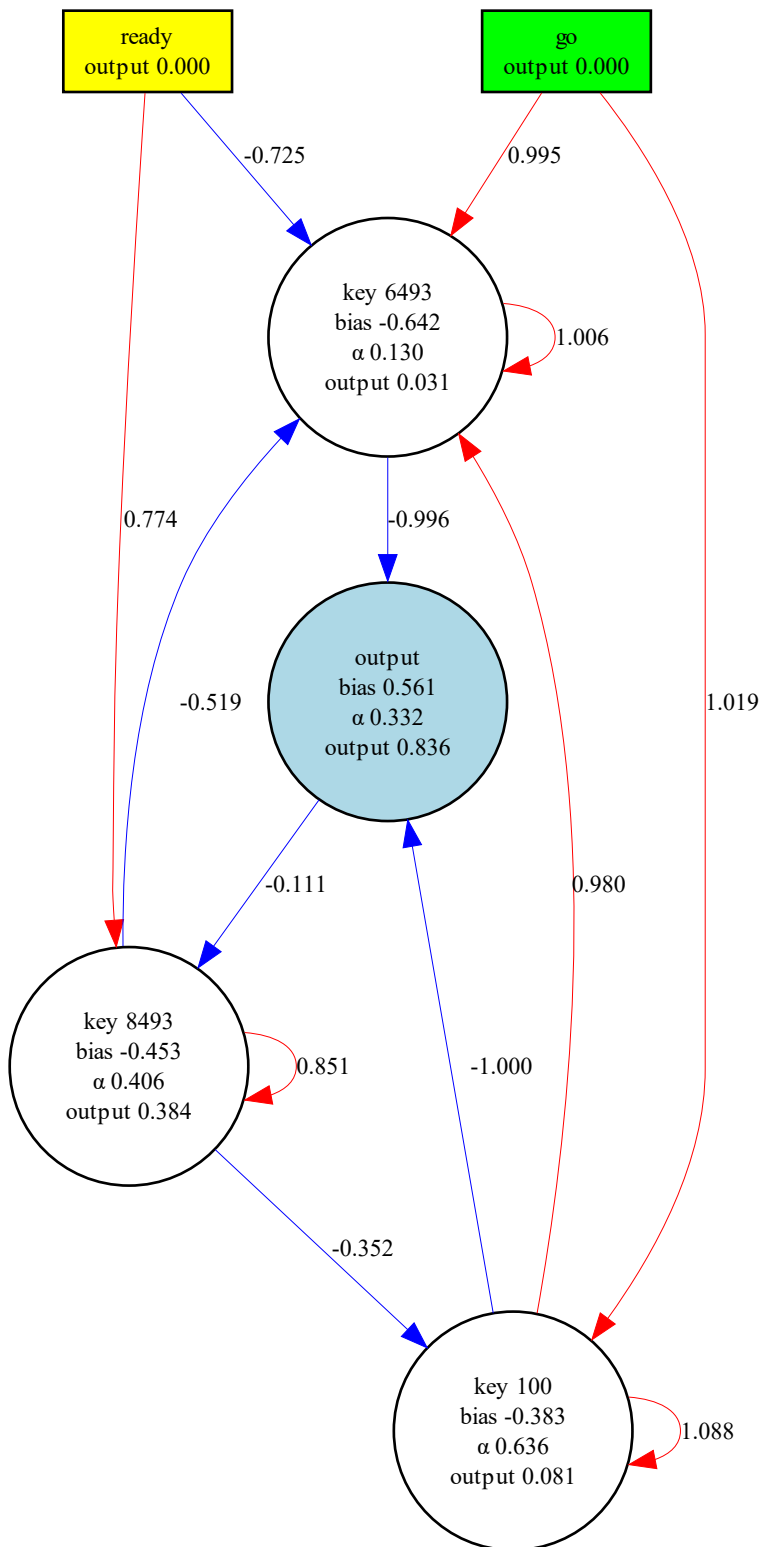 ready
output 0.000
go
output 0.000
-0.725
0.995
key 6493
bias -0.642
α 0.130
output 0.031
1.006
0.774
-0.996
-0.519
output
bias 0.561
α 0.332
output 0.836
1.019
-0.111
0.980
key 8493
bias -0.453
α 0.406
output 0.384
0.851
-1.000
-0.352
key 100
bias -0.383
α 0.636
output 0.081
1.088